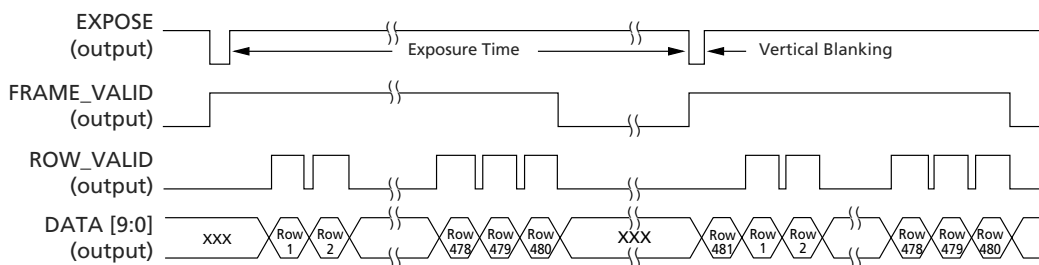 EXPOSE
(output)
Exposure Time
Vertical Blanking
FRAME_VALID
(output)
ROW_VALID
(output)
DATA [9:0]
(output)
XXX
Row
1
Row
2
Row
478
Row
479
Row
480
XXX
Row
481
Row
1
Row
2
Row
478
Row
479
Row
480